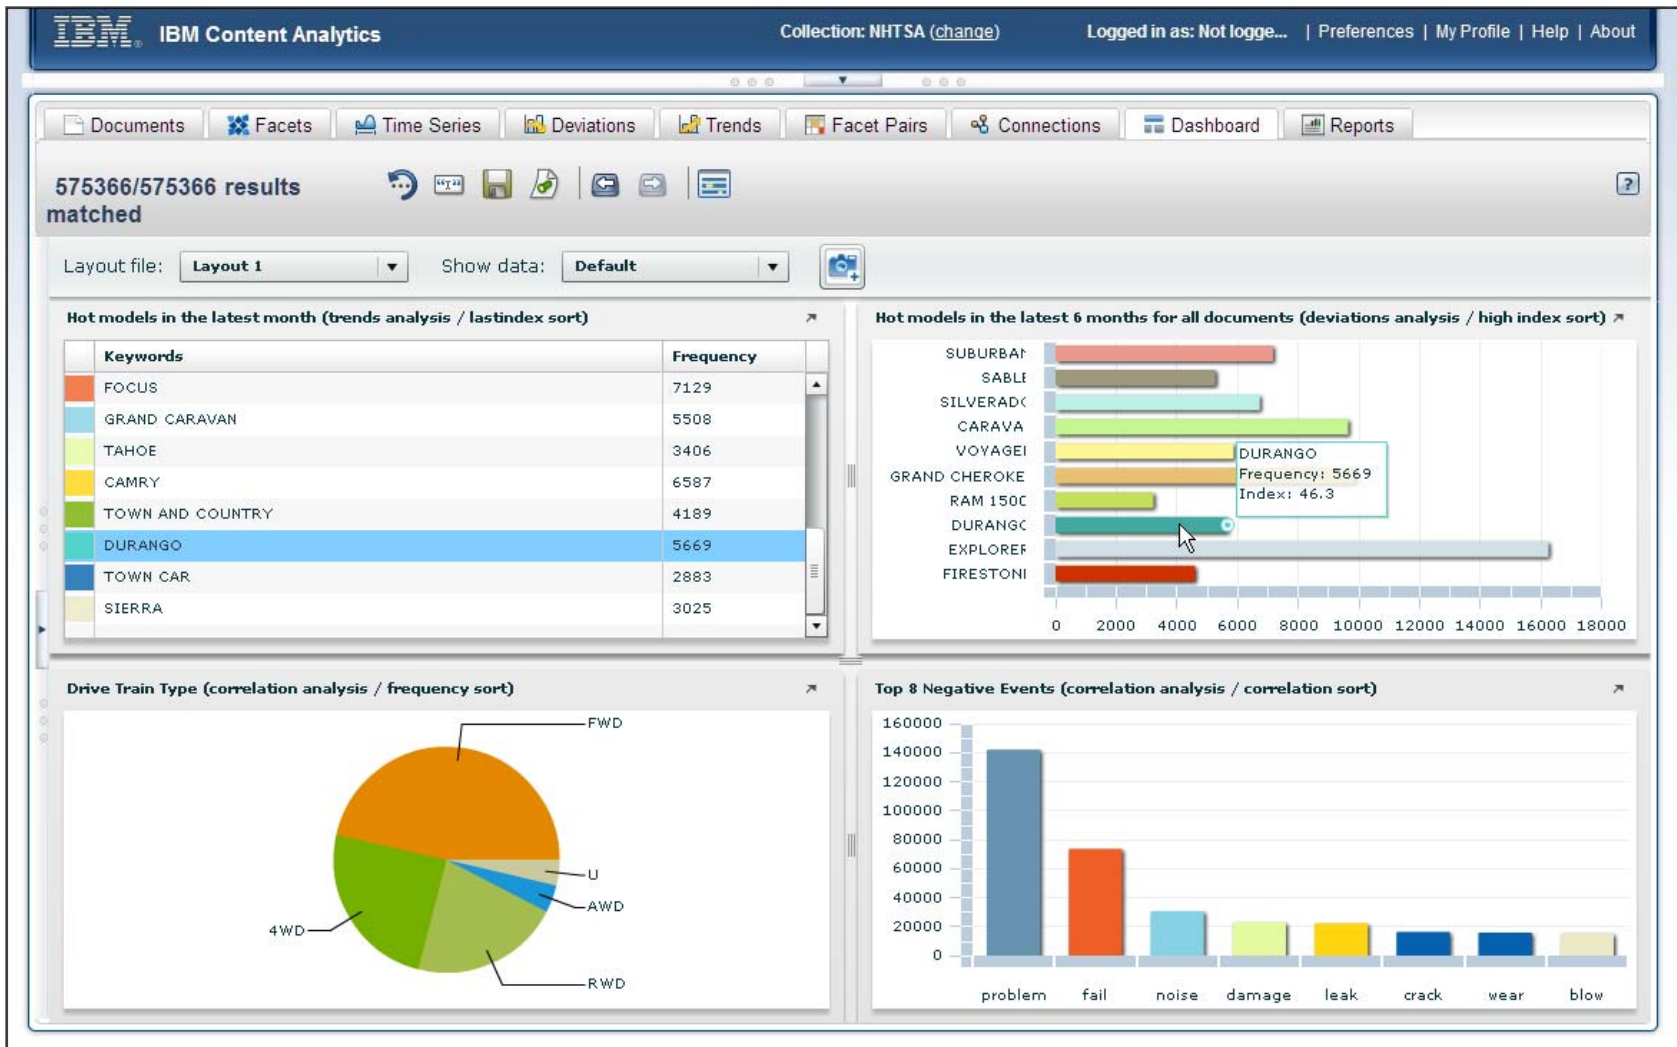 IBM IBM Content Analytics Collection: NHTSA (change) Logged in as: Not logge... | Preferences | My Profile | Help | About
Documents Facets Time Series Deviations Trends Facet Pairs Connections Dashboard Reports
575366/575366 results
matched
Layout file: Layout 1 Show data: Default
Hot models in the latest month (trends analysis / lastindex sort)
Keywords Frequency
FOCUS 7129
GRAND CARAVAN 5508
TAHOE 3406
CAMRY 6587
TOWN AND COUNTRY 4189
DURANGO 5669
TOWN CAR 2883
SIERRA 3025
Hot models in the latest 6 months for all documents (deviations analysis / high index sort)
SUBURBAN
SABLE
SILVERADO
CARAVA
VOYAGEI
GRAND CHEROKE
RAM 150C
DURANGC
EXPLORER
FIRESTONI
DURANGO
Frequency: 5669
Index: 46.3
0 2000 4000 6000 8000 10000 12000 14000 16000 18000
Drive Train Type (correlation analysis / frequency sort)
FWD
U
AWD
4WD
RWD
Top 8 Negative Events (correlation analysis / correlation sort)
160000
140000
120000
100000
80000
60000
40000
20000
0
problem fail noise damage leak crack wear blow